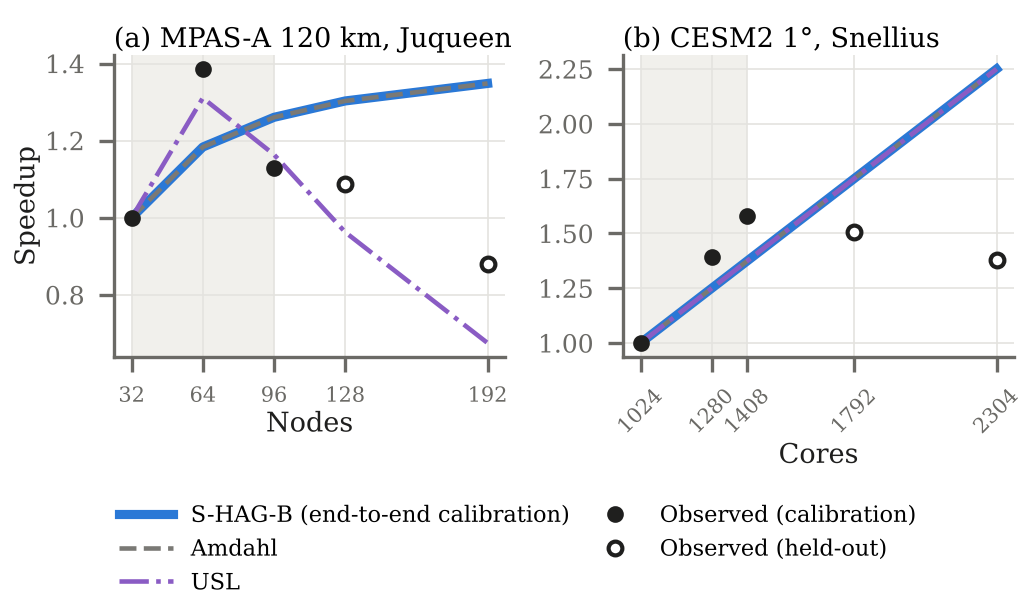 (a) MPAS-A 120 km, Juqueen
(b) CESM2 1°, Snellius
Speedup
1.4
1.2
1.0
0.8
32 64 96 128 192
Nodes
2.25
2.00
1.75
1.50
1.25
1.00
1024 1280 1408 1792 2304
Cores
S-HAG-B (end-to-end calibration)
Amdahl
USL
Observed (calibration)
Observed (held-out)